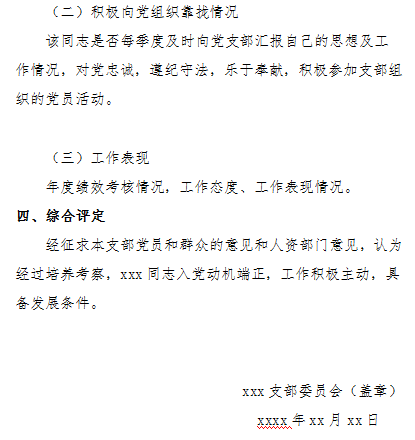 （二）积极向党组织靠找情况
该同志是否每季度及时向党支部汇报自己的思想及工
作情况，对党忠诚，遵纪守法，乐于奉献，积极参加支部组
织的党员活动。
（三）工作表现
年度绩效考核情况，工作态度、工作表现情况。
四、综合评定
经征求本支部党员和群众的意见和人资部门意见，认为
经过培养考察，xxx 同志入党动机端正，工作积极主动，具
备发展条件。
xxx 支部委员会（盖章）
xxxx 年 xx 月 xx 日